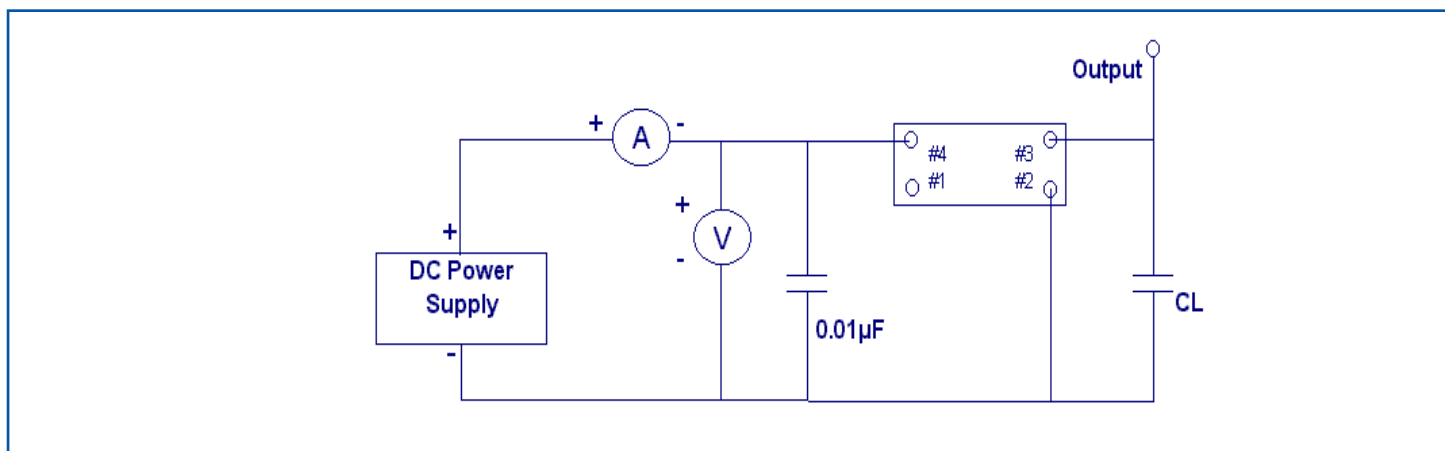 Output
+ A -
#4 #3
#1 #2
+
V
-
+
DC Power
Supply
-
0.01µF
CL